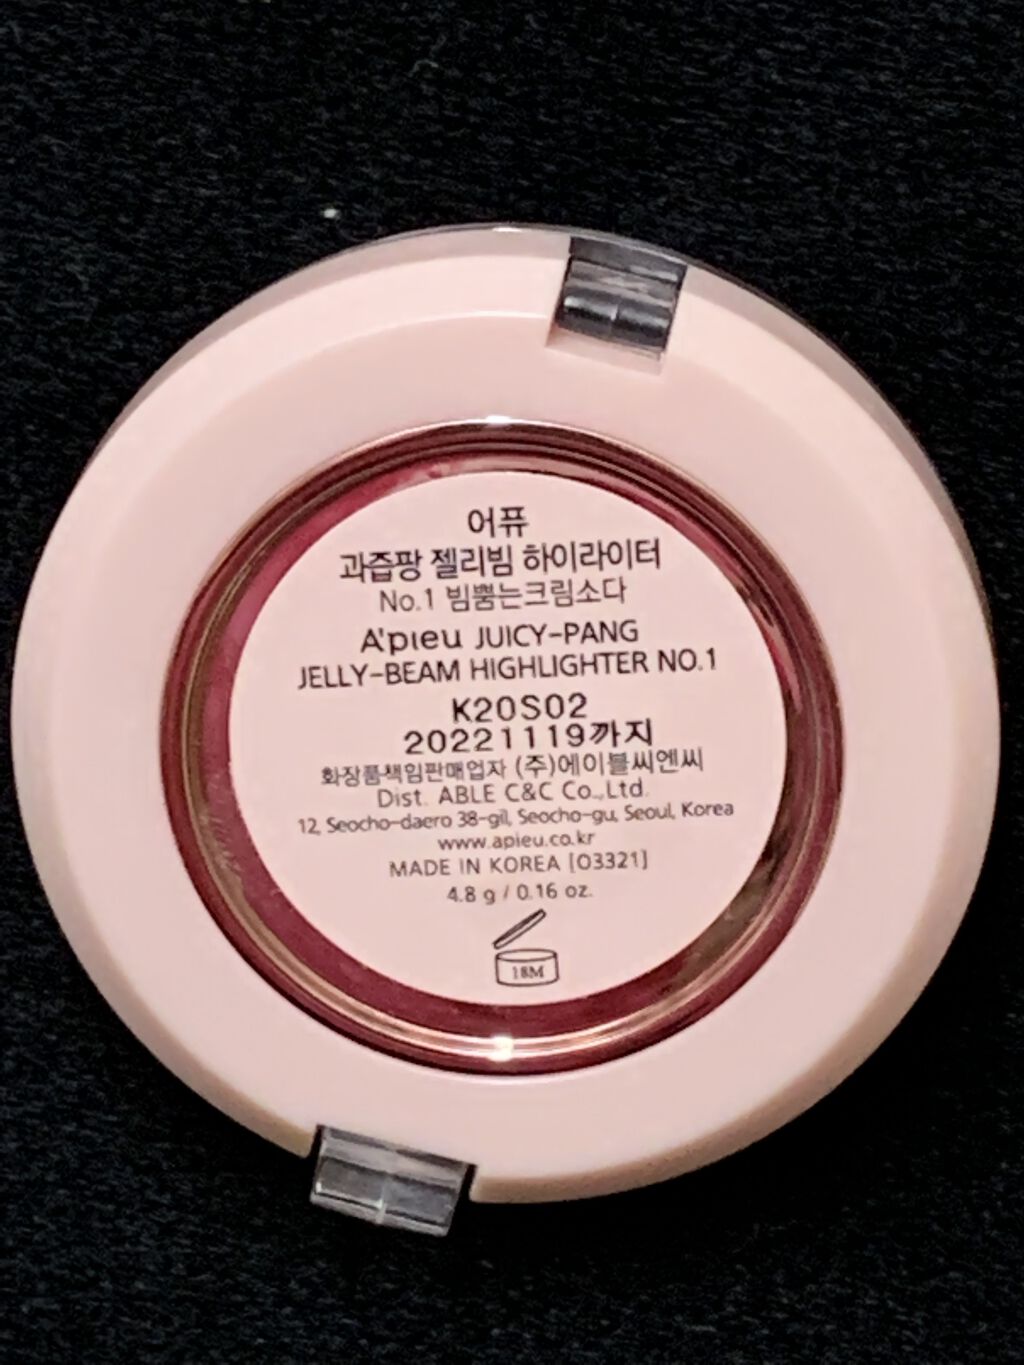 어퓨
과즙팡 젤리빔 하이라이터
No.1 빔뿜는크림소다
A'pieu JUICY-PANG
JELLY-BEAM HIGHLIGHTER NO.1
K20S02
20221119까지
화장품책임판매업자 (주)에이블씨엔씨
Dist. ABLE C&C Co.,Ltd.
12, Seocho-daero 38-gil, Seocho-gu, Seoul, Korea
www.apieu.co.kr
MADE IN KOREA [O3321]
4.8 g / 0.16 oz.
18M